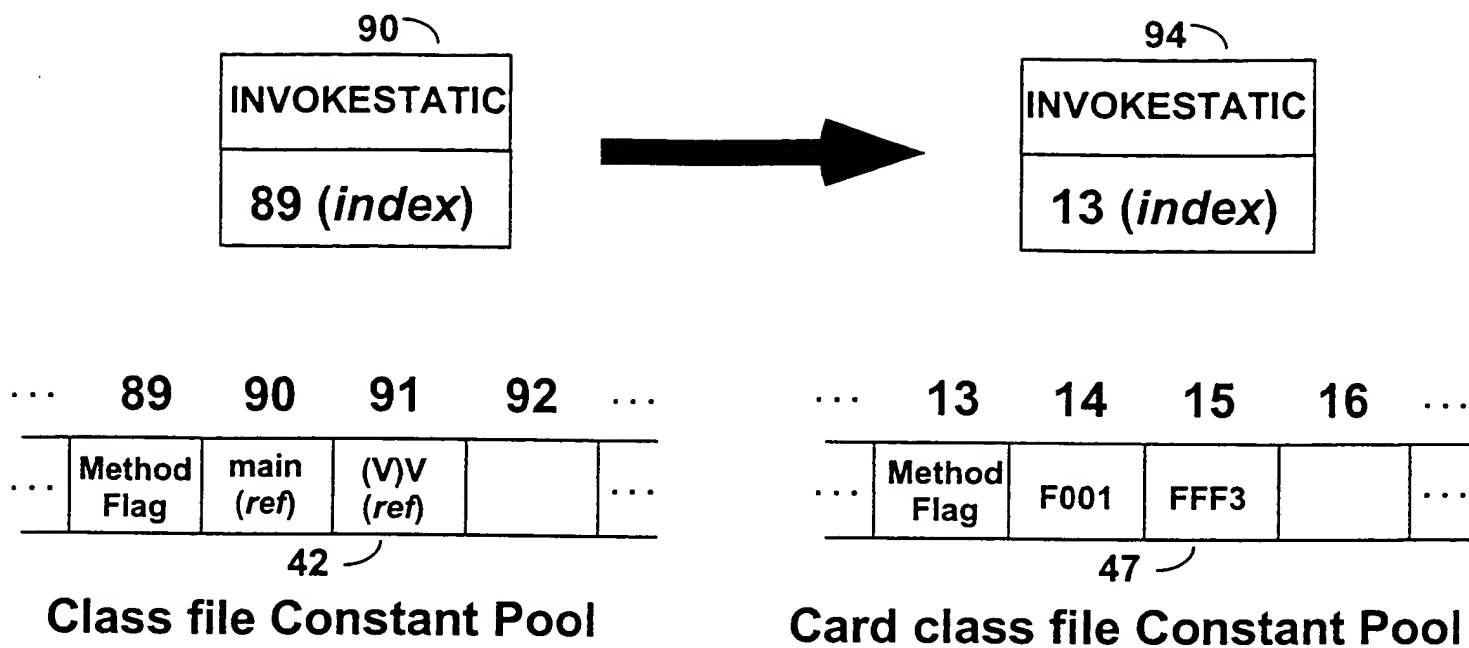 90
INVOKESTATIC
89 (index)
94
INVOKESTATIC
13 (index)
... 89 90 91 92 ...
... Method Flag main (ref) (V)V (ref) ...
42
Class file Constant Pool
... 13 14 15 16 ...
... Method Flag F001 FFF3 ...
47
Card class file Constant Pool